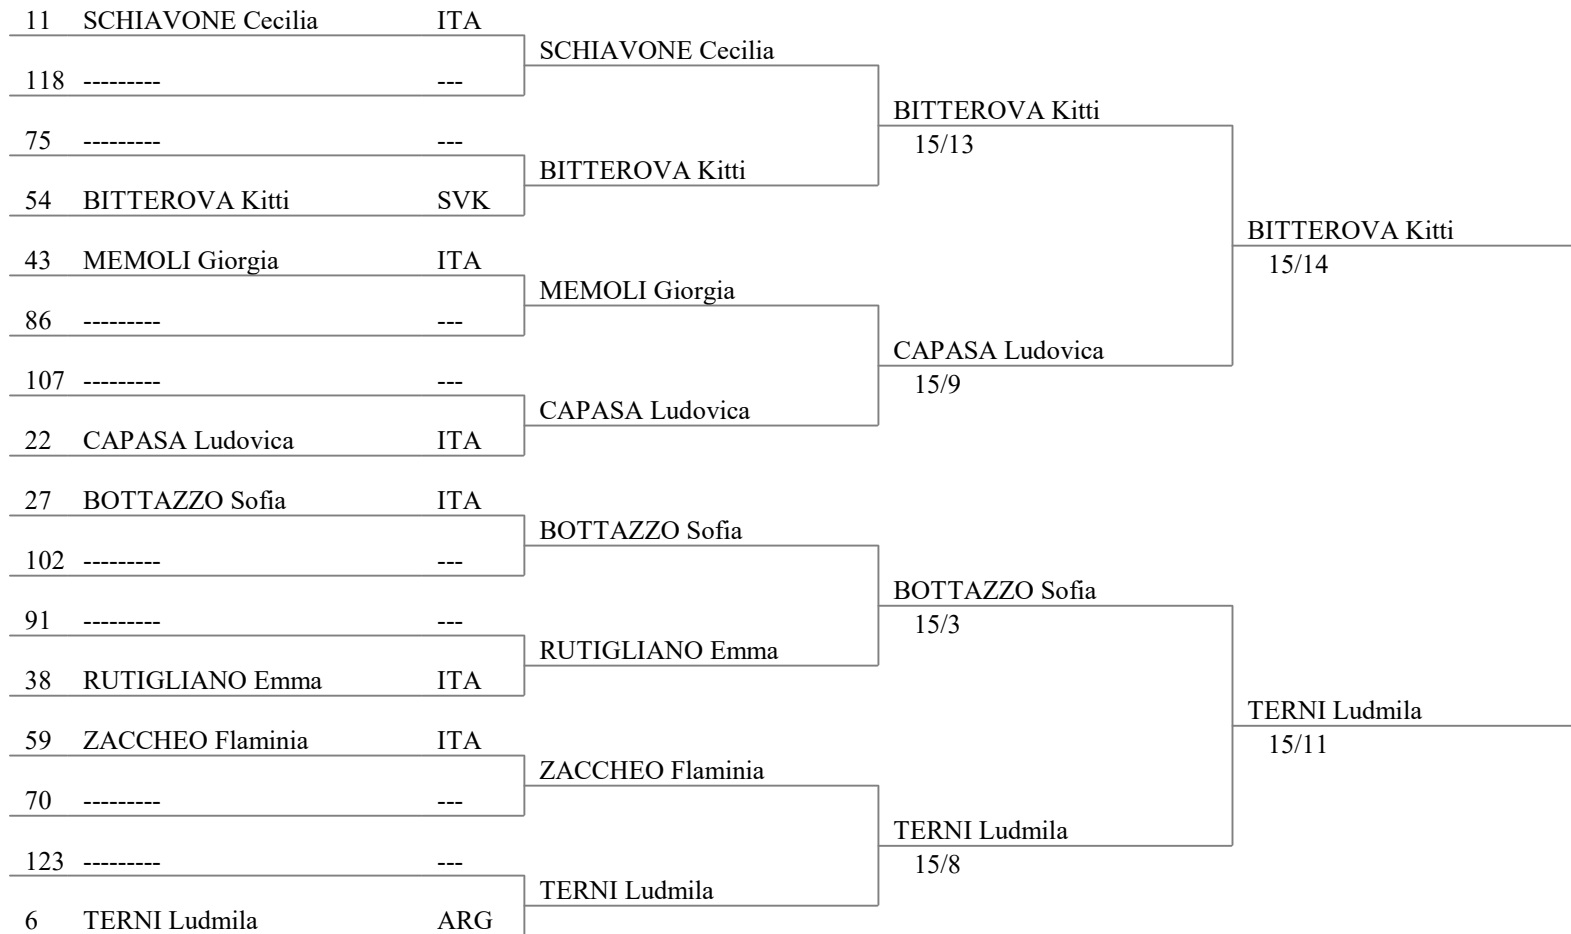 11 SCHIAVONE Cecilia ITA
SCHIAVONE Cecilia
118 --------- ---
BITTEROVA Kitti
75 --------- ---
15/13
BITTEROVA Kitti
54 BITTEROVA Kitti SVK
BITTEROVA Kitti
43 MEMOLI Giorgia ITA
15/14
MEMOLI Giorgia
86 --------- ---
CAPASA Ludovica
107 --------- ---
15/9
CAPASA Ludovica
22 CAPASA Ludovica ITA
27 BOTTAZZO Sofia ITA
BOTTAZZO Sofia
102 --------- ---
BOTTAZZO Sofia
91 --------- ---
15/3
RUTIGLIANO Emma
38 RUTIGLIANO Emma ITA
TERNI Ludmila
59 ZACCHEO Flaminia ITA
15/11
ZACCHEO Flaminia
70 --------- ---
TERNI Ludmila
123 --------- ---
15/8
TERNI Ludmila
6 TERNI Ludmila ARG